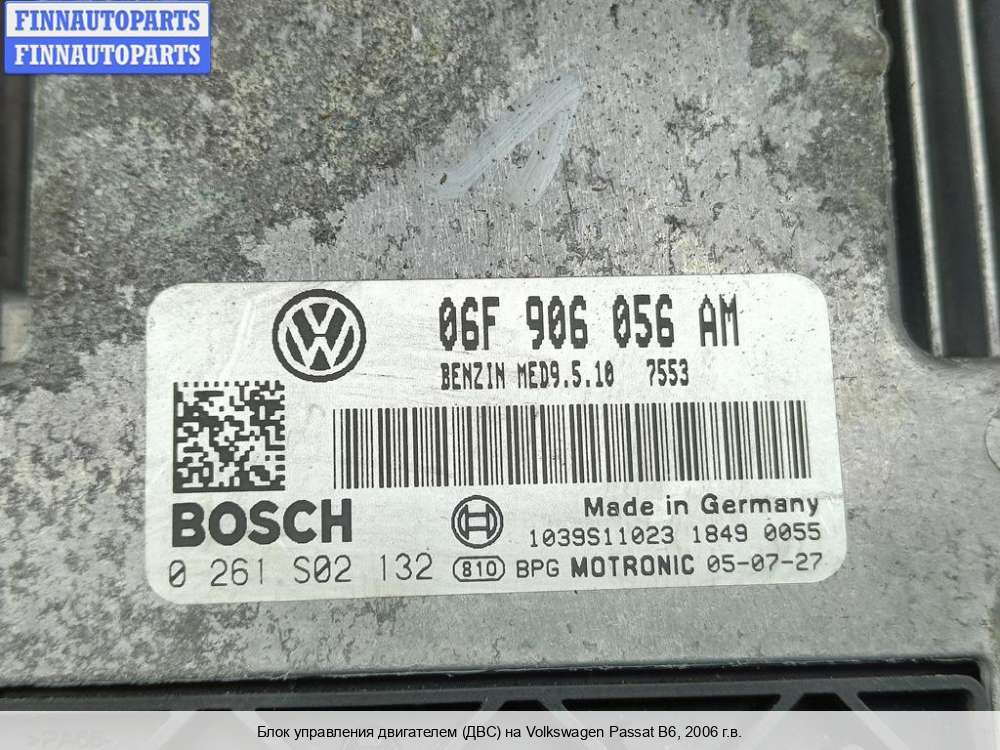 FINNAUTOPARTS
FINNAUTOPARTS
06F 906 056 AM
BENZIN MED9.5.10 7553
BOSCH
Made in Germany
1039S11023 1849 0055
0 261 S02 132 810 BPG MOTRONIC 05-07-27
Блок управления двигателем (ДВС) на Volkswagen Passat B6, 2006 г.в.